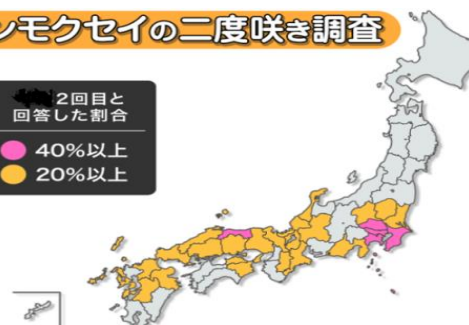 ンモクセイの二度咲き調査
2回目と
回答した割合
40%以上
20%以上